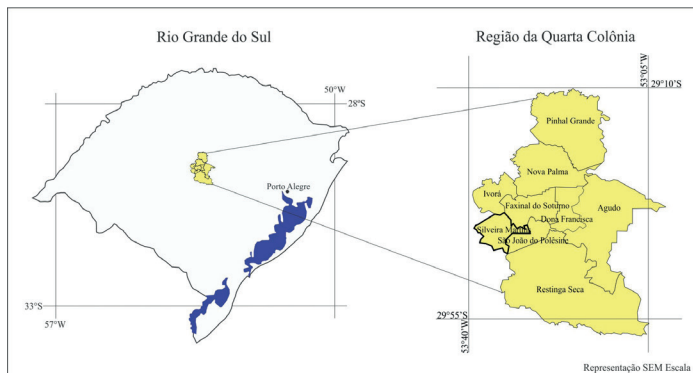 Rio Grande do Sul
50°W
28°S
Porto Alegre
33°S
57°W
Região da Quarta Colônia
53°05'W
29°10'S
Pinhal Grande
Nova Palma
Ivorá
Faxinal do Soturno
Agudo
Dona Francisca
Silveira Martins
São João do Polêsine
Restinga Seca
29°55'S
53°40'W
Representação SEM Escala